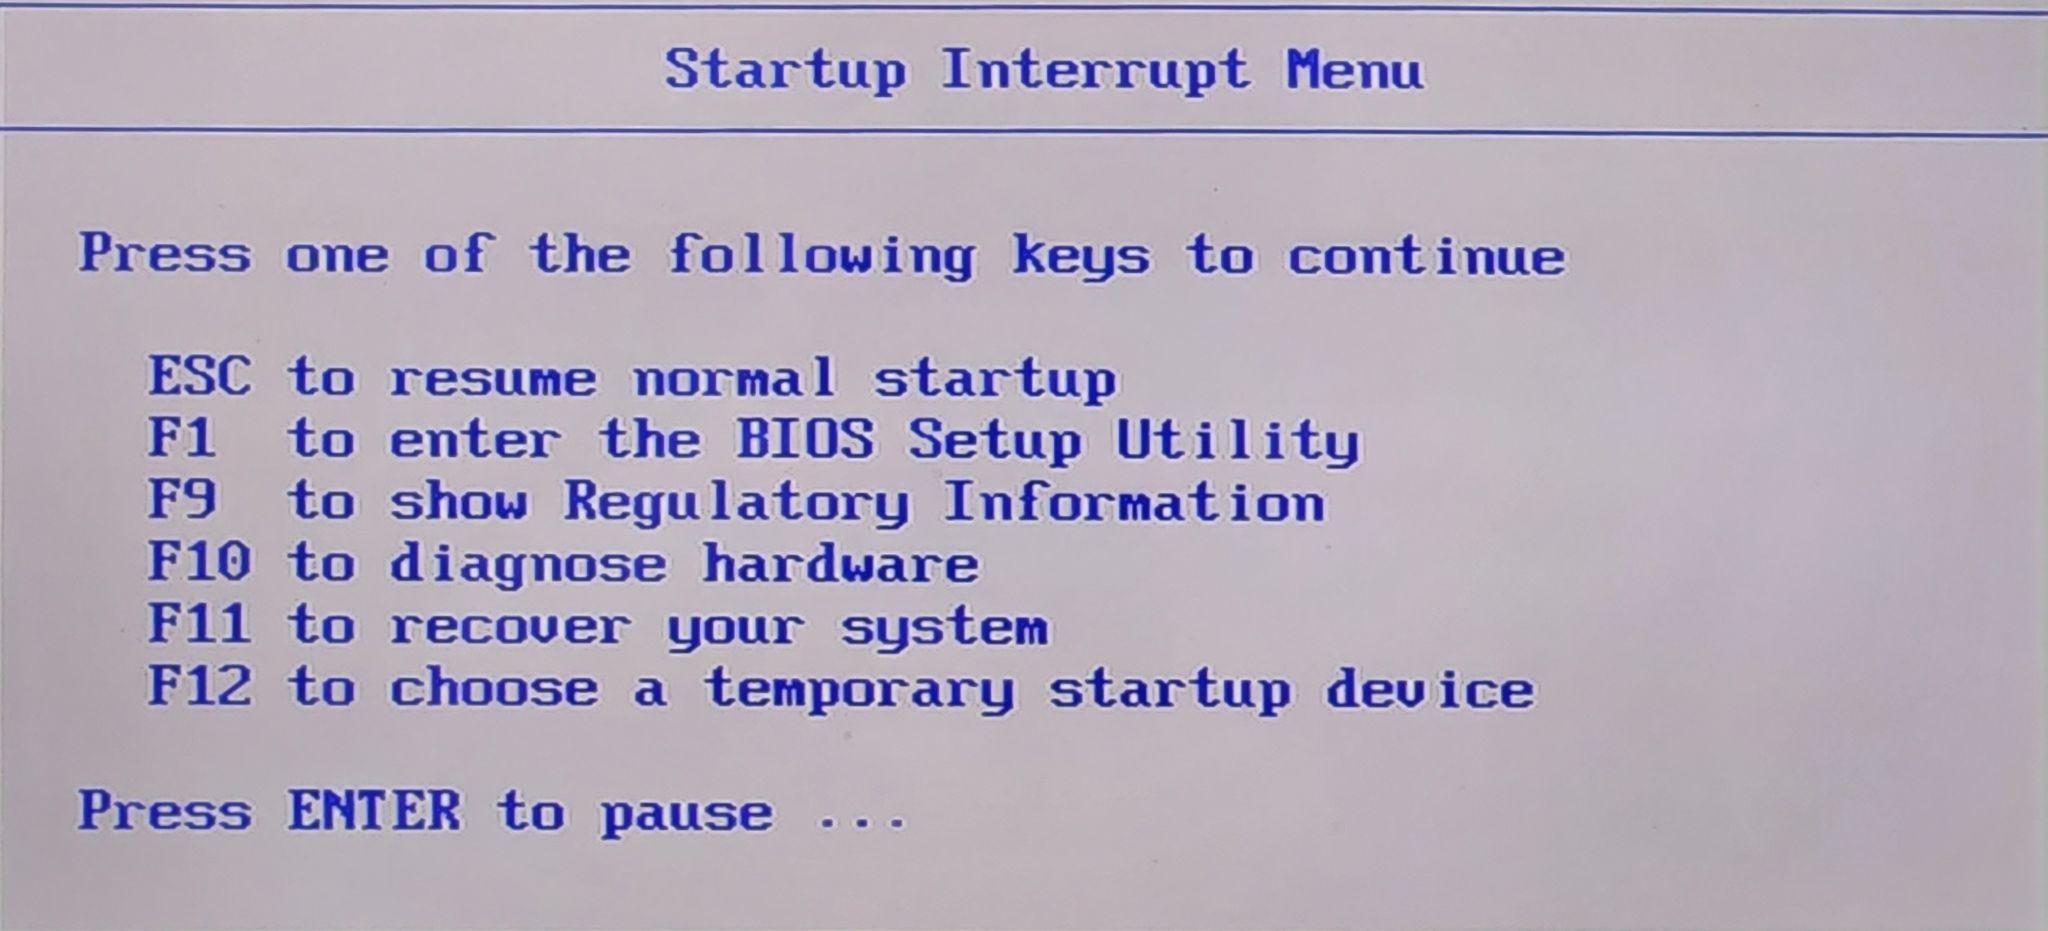 Startup Interrupt Menu
Press one of the following keys to continue
ESC to resume normal startup
F1 to enter the BIOS Setup Utility
F9 to show Regulatory Information
F10 to diagnose hardware
F11 to recover your system
F12 to choose a temporary startup device
Press ENTER to pause ...